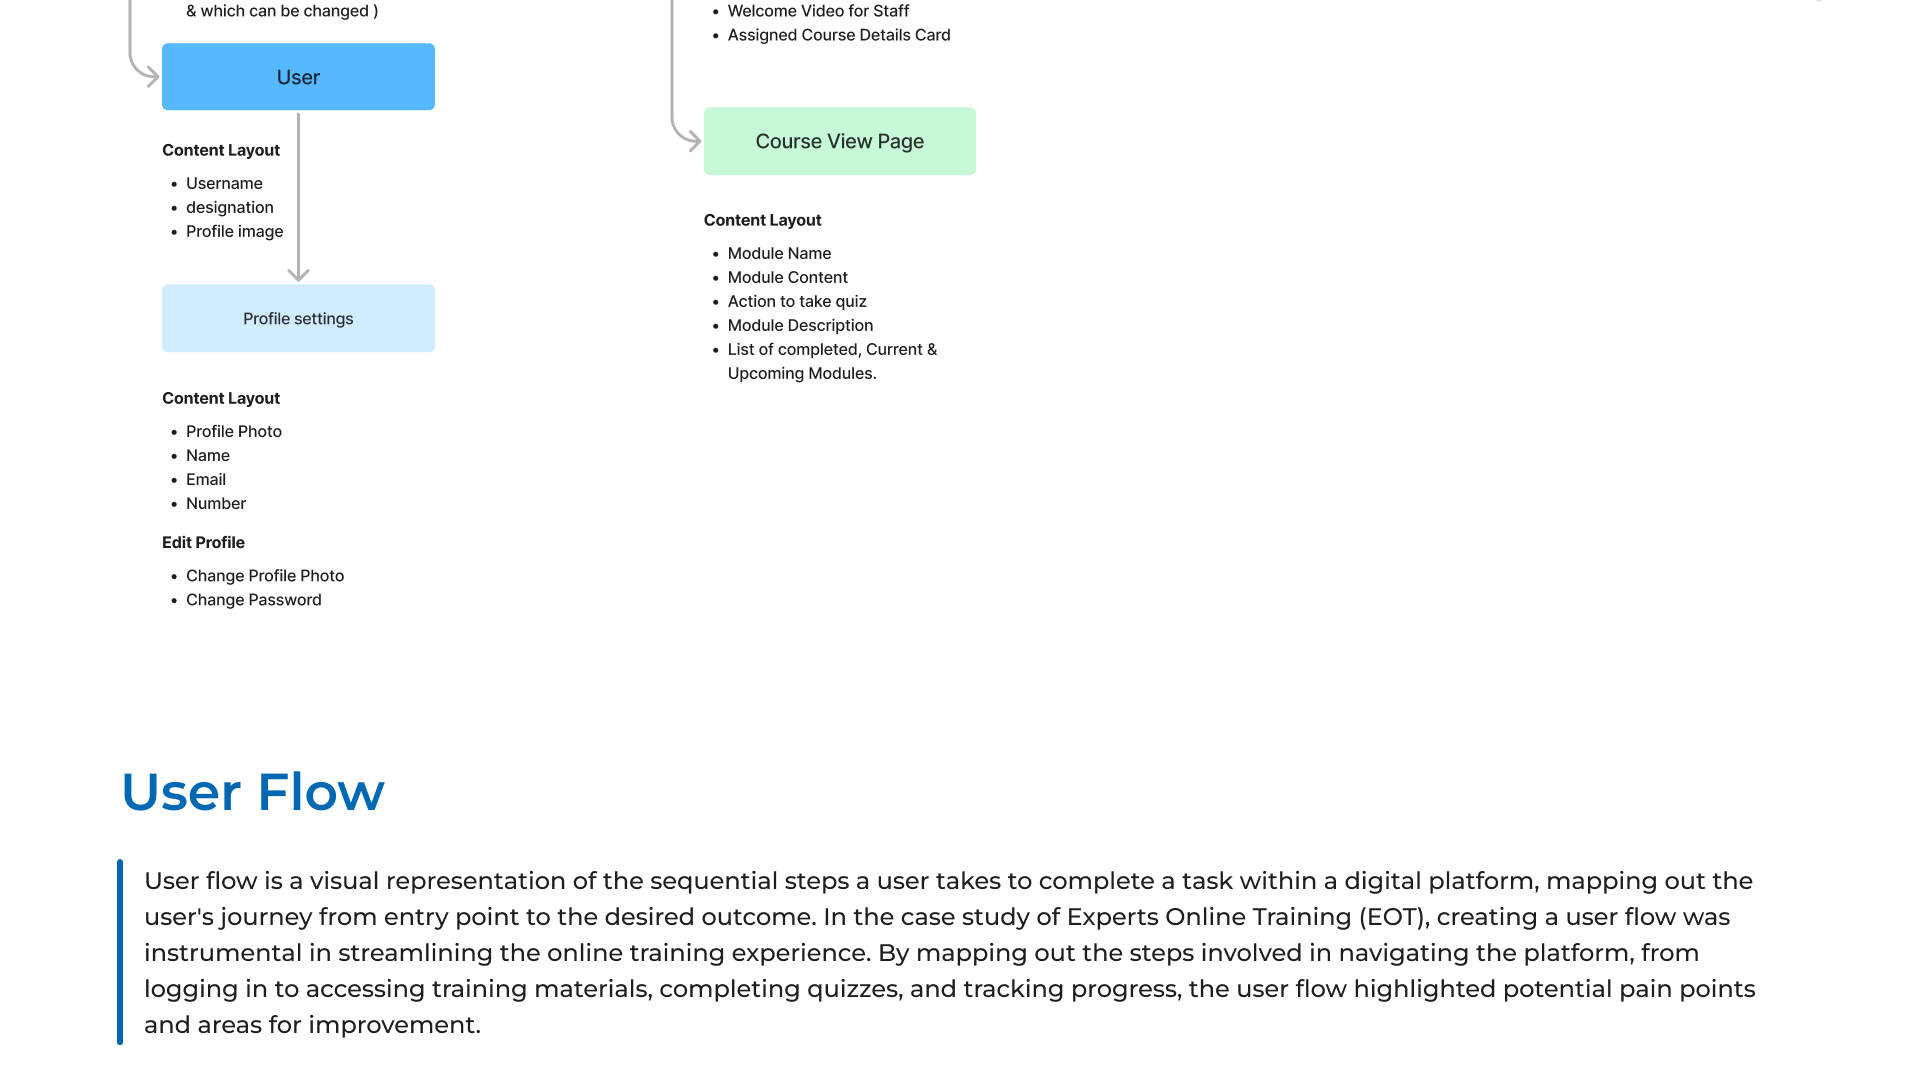 & which can be changed )
User
Content Layout
• Username
• designation
• Profile image
Profile settings
Content Layout
• Profile Photo
• Name
• Email
• Number
Edit Profile
• Change Profile Photo
• Change Password
• Welcome Video for Staff
• Assigned Course Details Card
Course View Page
Content Layout
• Module Name
• Module Content
• Action to take quiz
• Module Description
• List of completed, Current &
Upcoming Modules.
User Flow
User flow is a visual representation of the sequential steps a user takes to complete a task within a digital platform, mapping out the
user's journey from entry point to the desired outcome. In the case study of Experts Online Training (EOT), creating a user flow was
instrumental in streamlining the online training experience. By mapping out the steps involved in navigating the platform, from
logging in to accessing training materials, completing quizzes, and tracking progress, the user flow highlighted potential pain points
and areas for improvement.